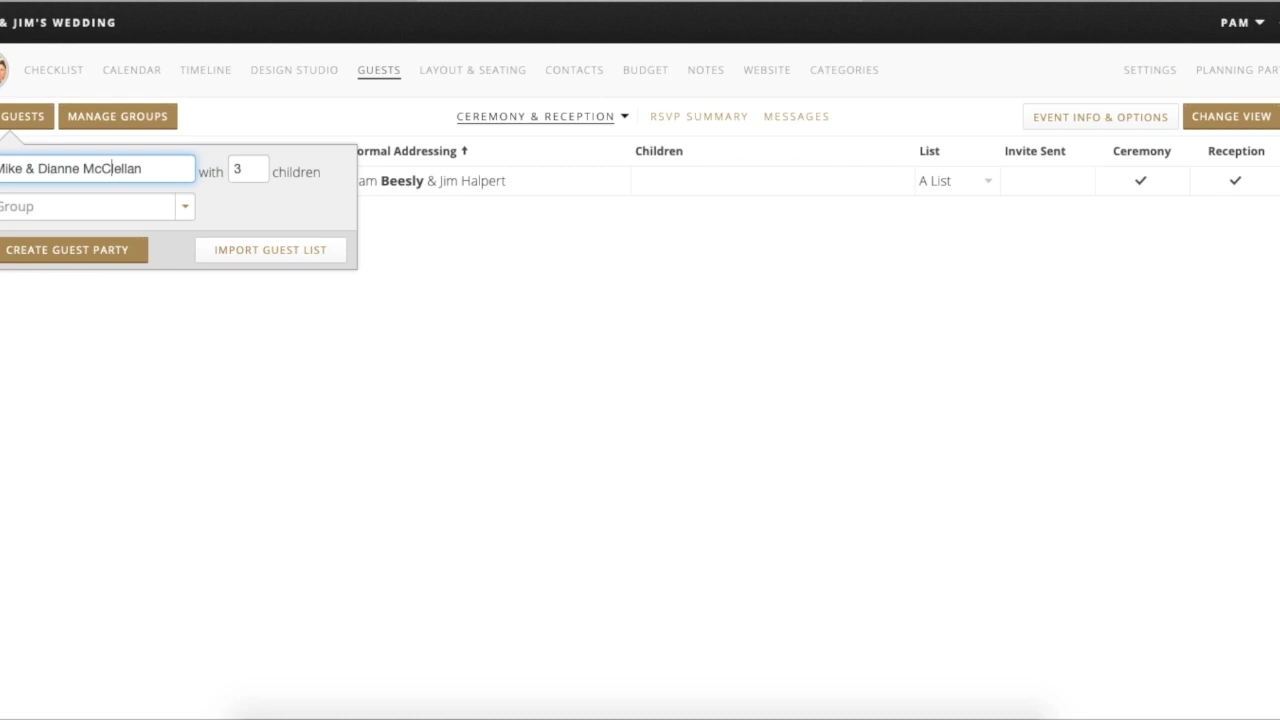 & JIM'S WEDDING
PAM
CHECKLIST CALENDAR TIMELINE DESIGN STUDIO GUESTS LAYOUT & SEATING CONTACTS BUDGET NOTES WEBSITE CATEGORIES SETTINGS PLANNING PAR
GUESTS MANAGE GROUPS CEREMONY & RECEPTION RSVP SUMMARY MESSAGES EVENT INFO & OPTIONS CHANGE VIEW
ormal Addressing Children List Invite Sent Ceremony Reception
Mike & Dianne McClellan with 3 children
am Beesly & Jim Halpert A List
Group
CREATE GUEST PARTY IMPORT GUEST LIST